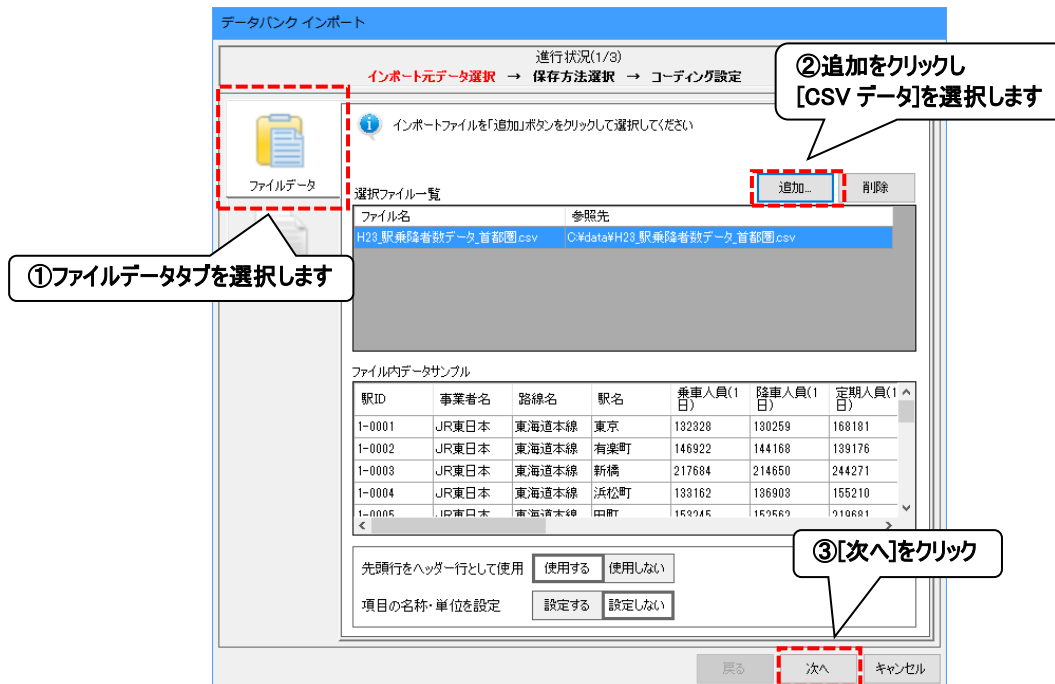 データバンク インポート
進行状況(1/3)
インポート元データ選択 → 保存方法選択 → コーディング設定
②追加をクリックし
[CSV データ]を選択します
インポートファイルを「追加」ボタンをクリックして選択してください
ファイルデータ
追加...
削除
選択ファイル一覧
ファイル名 参照先
H23_駅乗降者数データ_首都圏.csv C:¥data¥H23_駅乗降者数データ_首都圏.csv
①ファイルデータタブを選択します
ファイル内データサンプル
駅ID 事業者名 路線名 駅名 乗車人員(1日) 降車人員(1日) 定期人員(1日)
1-0001 JR東日本 東海道本線 東京 132328 130259 168181
1-0002 JR東日本 東海道本線 有楽町 146922 144168 139176
1-0003 JR東日本 東海道本線 新橋 217684 214650 244271
1-0004 JR東日本 東海道本線 浜松町 133162 136903 155210
1-0005 JR東日本 東海道本線 田町 153245 152562 219681
③[次へ]をクリック
先頭行をヘッダー行として使用 使用する 使用しない
項目の名称・単位を設定 設定する 設定しない
戻る 次へ キャンセル